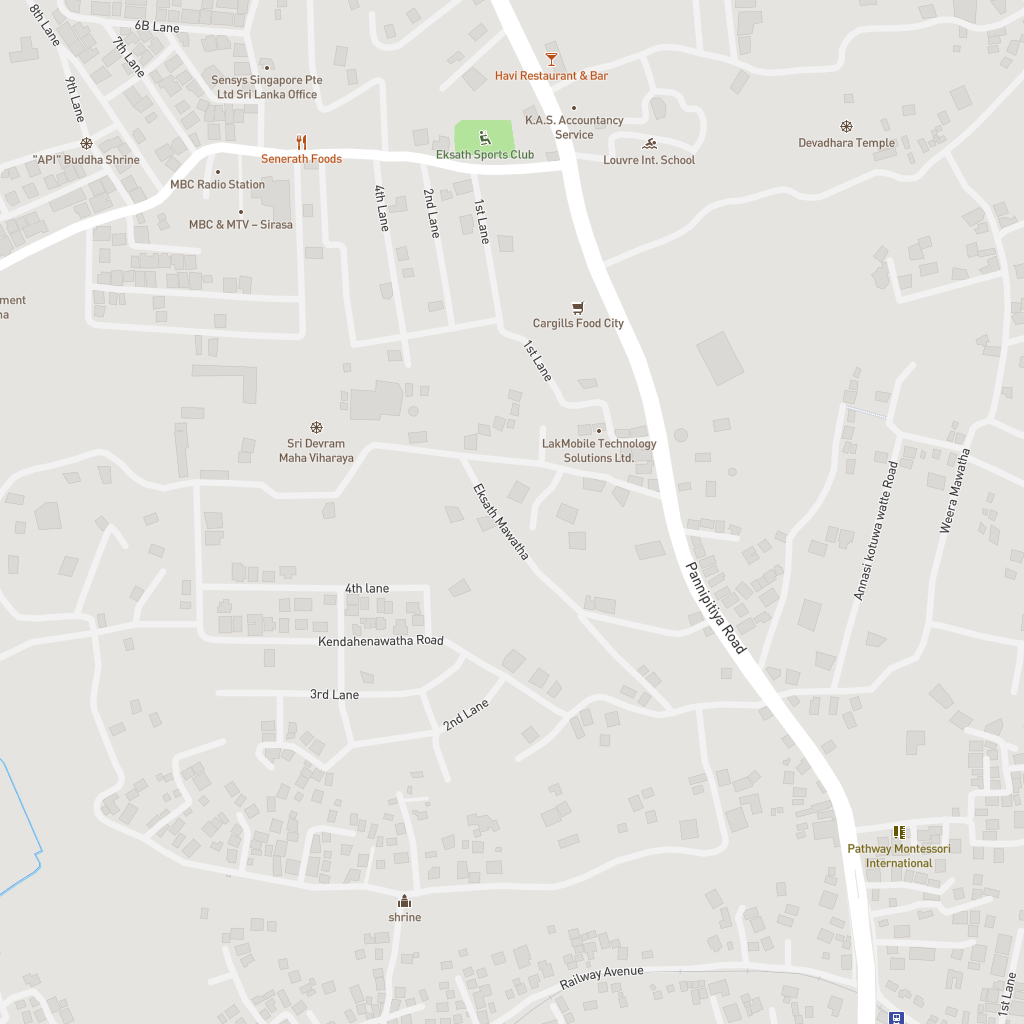 8th Lane
6B Lane
7th Lane
9th Lane
Sensys Singapore Pte
Ltd Sri Lanka Office
Havi Restaurant & Bar
K.A.S. Accountancy
Service
Devadhara Temple
"API" Buddha Shrine
Senerath Foods
Eksath Sports Club
Louvre Int. School
MBC Radio Station
MBC & MTV – Sirasa
4th Lane
2nd Lane
1st Lane
ment
na
Cargills Food City
1st Lane
Sri Devram
Maha Viharaya
LakMobile Technology
Solutions Ltd.
Eksath Mawatha
Annasi kotuwa watte Road
Weera Mawatha
4th lane
Pannipitiya Road
Kendahenawatha Road
3rd Lane
2nd Lane
Pathway Montessori
International
shrine
Railway Avenue
1st Lane